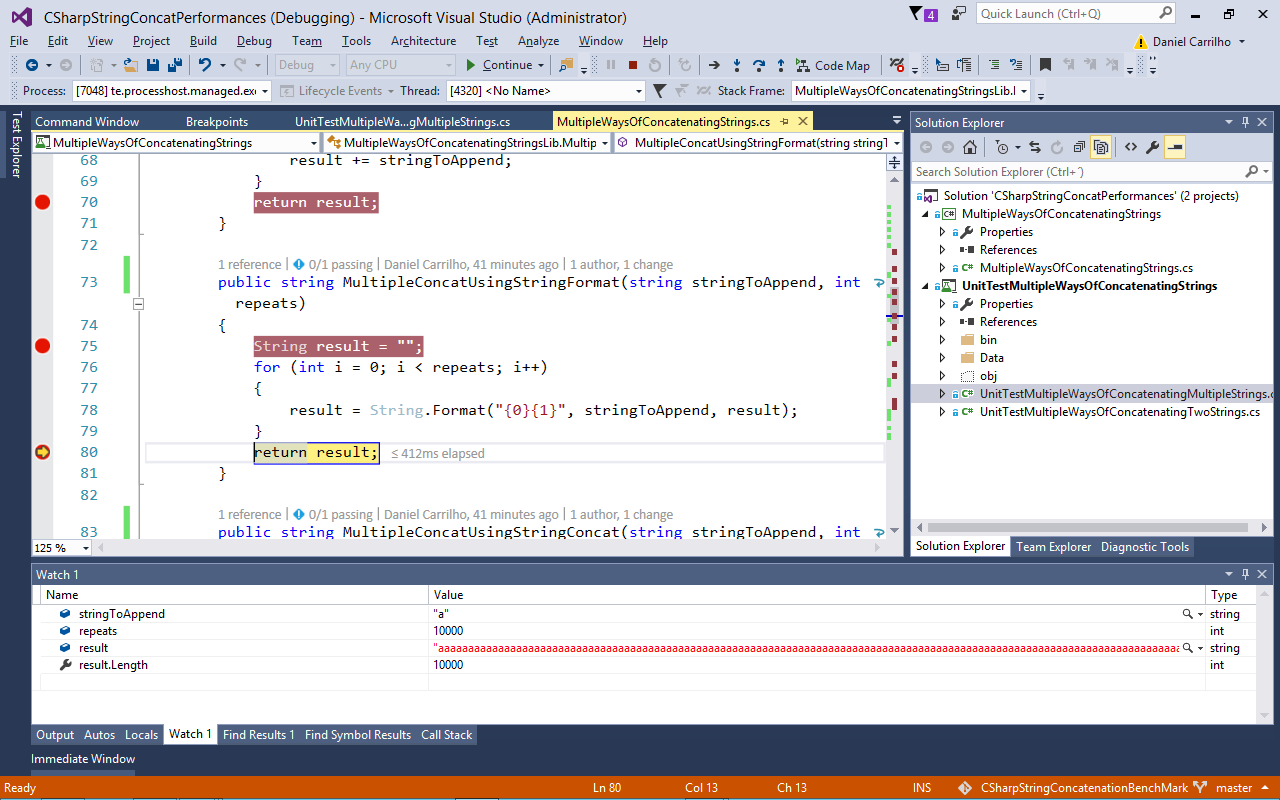 CSharpStringConcatPerformances (Debugging) - Microsoft Visual Studio (Administrator)
4
Quick Launch (Ctrl+Q)
File Edit View Project Build Debug Team Tools Architecture Test Analyze Window Help
Daniel Carrilho
Debug Any CPU Continue Code Map
Process: [7048] te.processhost.managed.exe Lifecycle Events Thread: [4320] <No Name> Stack Frame: MultipleWaysOfConcatenatingStringsLib.l
Test Explorer
Command Window Breakpoints UnitTestMultipleWa...gMultipleStrings.cs MultipleWaysOfConcatenatingStrings.cs
MultipleWaysOfConcatenatingStrings MultipleWaysOfConcatenatingStringsLib.Multip MultipleConcatUsingStringFormat(string stringT
68 result += stringToAppend;
69 }
70 return result;
71 }
72
1 reference | 0/1 passing | Daniel Carrilho, 41 minutes ago | 1 author, 1 change
73 public string MultipleConcatUsingStringFormat(string stringToAppend, int
repeats)
74 {
75 String result = "";
76 for (int i = 0; i < repeats; i++)
77 {
78 result = String.Format("{0}{1}", stringToAppend, result);
79 }
80 return result; ≤ 412ms elapsed
81 }
82
1 reference | 0/1 passing | Daniel Carrilho, 41 minutes ago | 1 author, 1 change
83 public string MultipleConcatUsingStringConcat(string stringToAppend, int
125 %
Solution Explorer
Search Solution Explorer (Ctrl+´)
Solution 'CSharpStringConcatPerformances' (2 projects)
C# MultipleWaysOfConcatenatingStrings
Properties
References
C# MultipleWaysOfConcatenatingStrings.cs
UnitTestMultipleWaysOfConcatenatingStrings
Properties
References
bin
Data
obj
C# UnitTestMultipleWaysOfConcatenatingMultipleStrings.c
C# UnitTestMultipleWaysOfConcatenatingTwoStrings.cs
Solution Explorer Team Explorer Diagnostic Tools
Watch 1
Name Value Type
stringToAppend "a" string
repeats 10000 int
result string
result.Length 10000 int
Output Autos Locals Watch 1 Find Results 1 Find Symbol Results Call Stack
Immediate Window
Ready Ln 80 Col 13 Ch 13 INS CSharpStringConcatenationBenchMark master